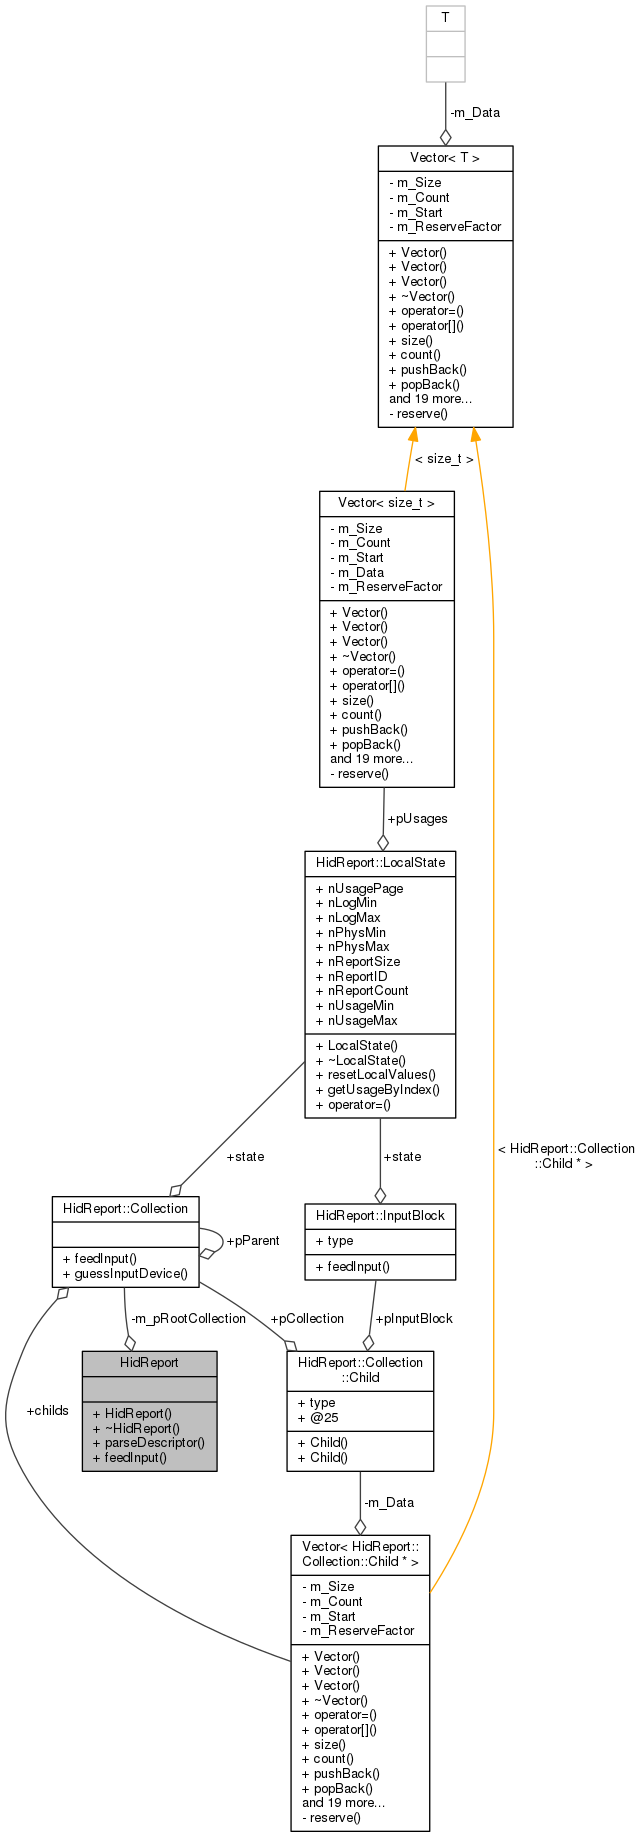 T
-m_Data
Vector< T >
- m_Size
- m_Count
- m_Start
- m_ReserveFactor
+ Vector()
+ Vector()
+ Vector()
+ ~Vector()
+ operator=()
+ operator[]()
+ size()
+ count()
+ pushBack()
+ popBack()
and 19 more...
- reserve()
< size_t >
Vector< size_t >
- m_Size
- m_Count
- m_Start
- m_Data
- m_ReserveFactor
+ Vector()
+ Vector()
+ Vector()
+ ~Vector()
+ operator=()
+ operator[]()
+ size()
+ count()
+ pushBack()
+ popBack()
and 19 more...
- reserve()
+pUsages
HidReport::LocalState
+ nUsagePage
+ nLogMin
+ nLogMax
+ nPhysMin
+ nPhysMax
+ nReportSize
+ nReportID
+ nReportCount
+ nUsageMin
+ nUsageMax
+ LocalState()
+ ~LocalState()
+ resetLocalValues()
+ getUsageByIndex()
+ operator=()
< HidReport::Collection
::Child * >
+state
+state
HidReport::Collection
+ feedInput()
+ guessInputDevice()
+pParent
HidReport::InputBlock
+ type
+ feedInput()
-m_pRootCollection
+pCollection
+pInputBlock
HidReport
+ HidReport()
+ ~HidReport()
+ parseDescriptor()
+ feedInput()
HidReport::Collection
::Child
+ type
+ @25
+ Child()
+ Child()
+childs
-m_Data
Vector< HidReport::
Collection::Child * >
- m_Size
- m_Count
- m_Start
- m_ReserveFactor
+ Vector()
+ Vector()
+ Vector()
+ ~Vector()
+ operator=()
+ operator[]()
+ size()
+ count()
+ pushBack()
+ popBack()
and 19 more...
- reserve()